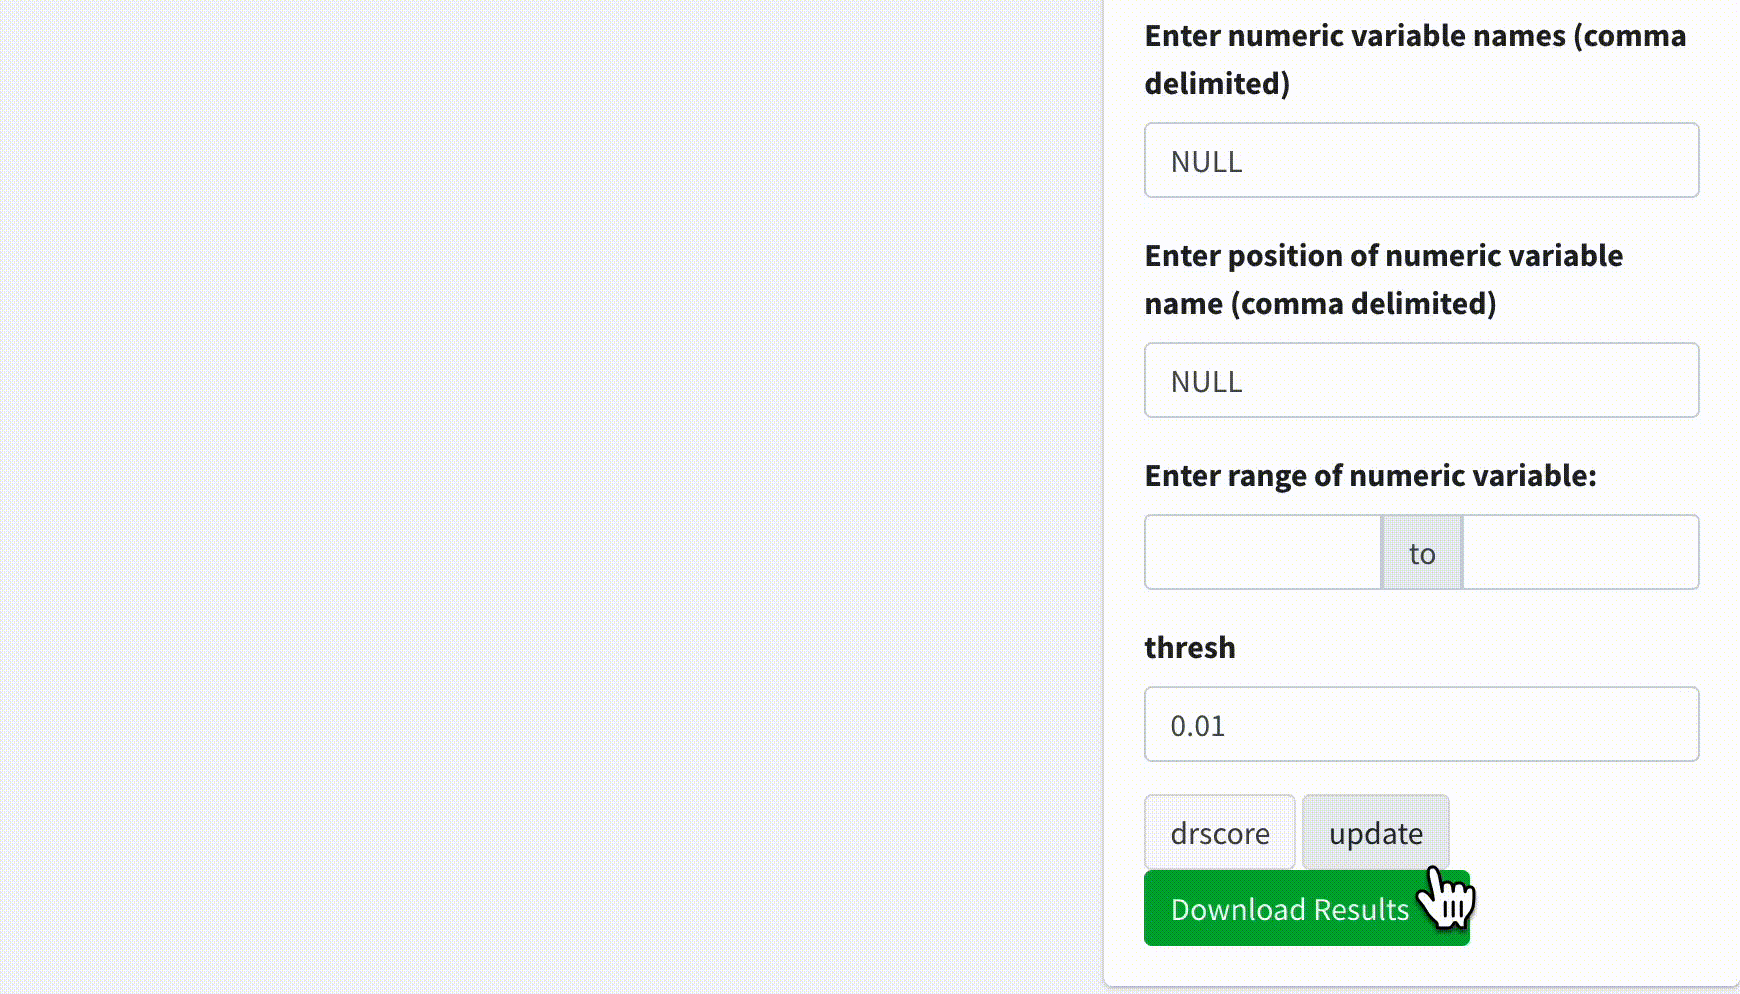 Enter numeric variable names (comma
delimited)
NULL
Enter position of numeric variable
name (comma delimited)
NULL
Enter range of numeric variable:
to
thresh
0.01
drscore update
Download Results